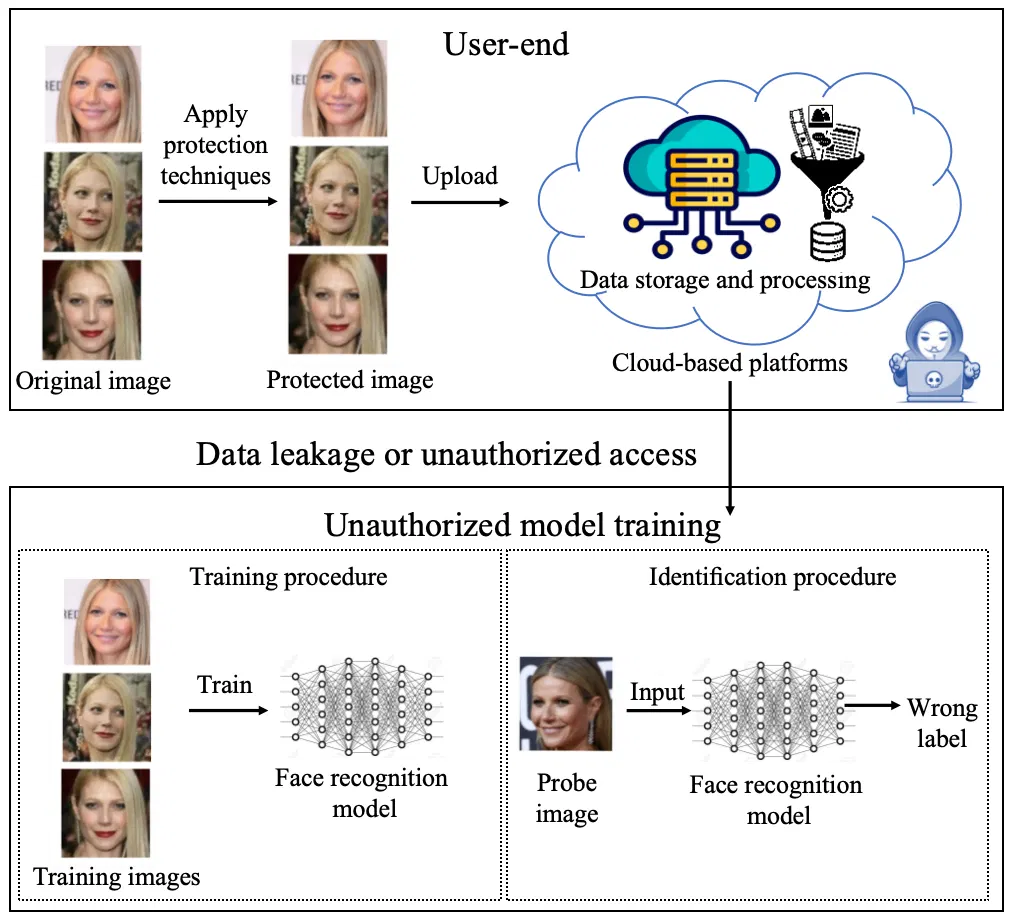 User-end
Apply
protection
techniques
Upload
Data storage and processing
Original image
Protected image
Cloud-based platforms
Data leakage or unauthorized access
Unauthorized model training
Training procedure
Train
Face recognition
model
Training images
Identification procedure
Input
Probe
image
Face recognition
model
Wrong
label